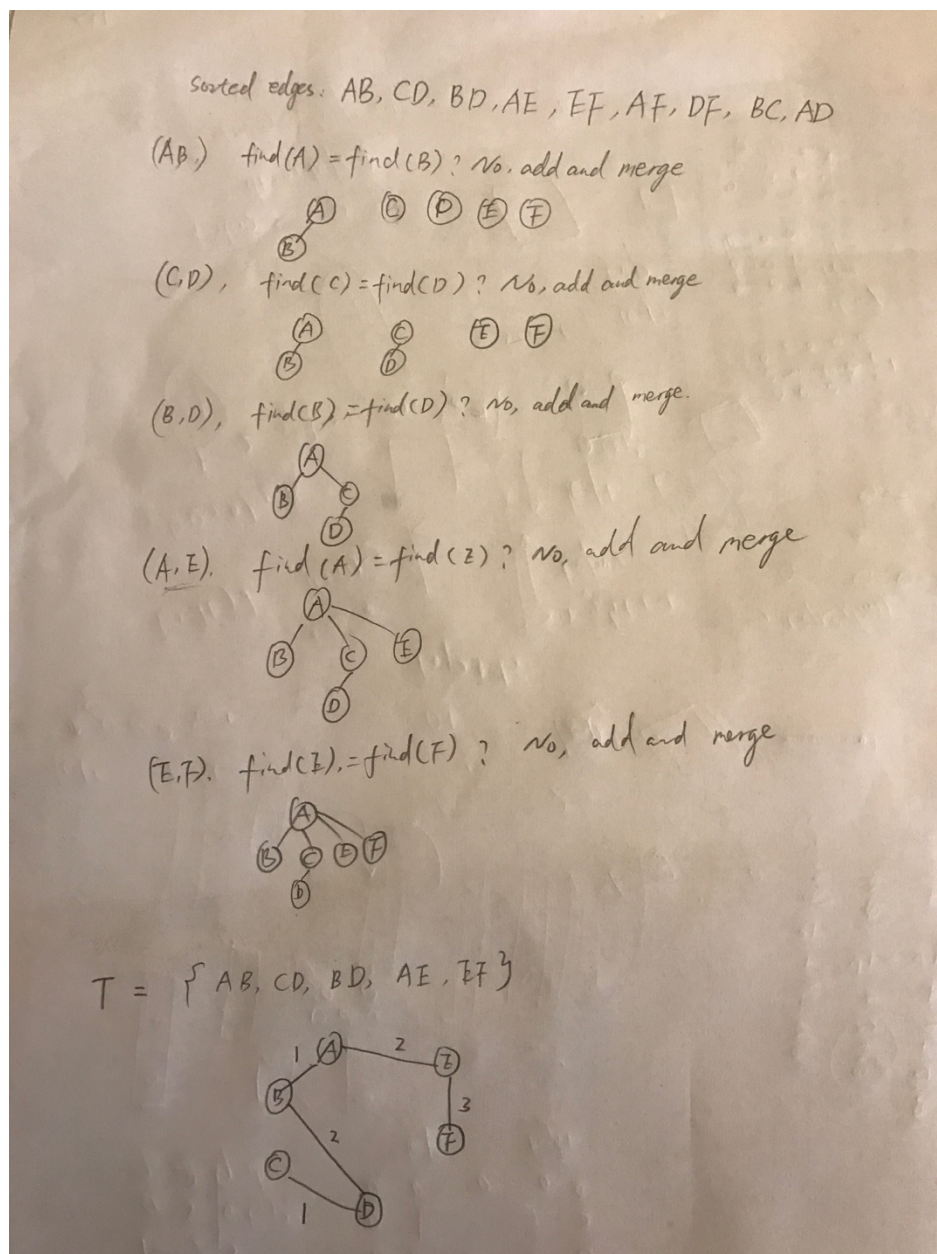 Sorted edges: AB, CD, BD, AE, EF, AF, DF, BC, AD
(AB,) find(A) = find(B)? No, add and merge
A C D E F
B
(C,D), find(C) = find(D)? No, add and merge
A C E F
B D
(B,D), find(B) = find(D)? No, add and merge.
A
B C
D
(A,E). find(A) = find(E)? No, add and merge
A
B C E
D
(E,F). find(E), = find(F)? No, add and merge
A
B C E F
D
T = { AB, CD, BD, AE, EF }
1 A 2 E
B 3
2 F
C
1 D